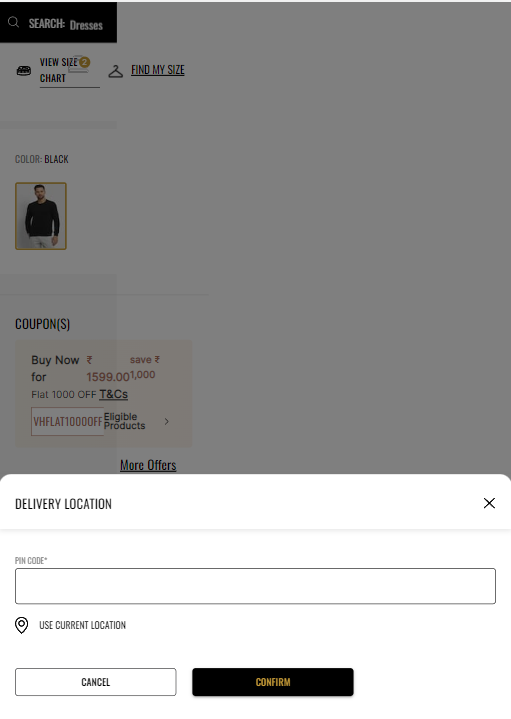 SEARCH: Dresses
VIEW SIZE 2
CHART
FIND MY SIZE
COLOR: BLACK
COUPON(S)
Buy Now for ₹ 1599.00 save ₹ 1,000
Flat 1000 OFF T&Cs
VHFLAT1000OFF Eligible Products
More Offers
DELIVERY LOCATION
PIN CODE*
USE CURRENT LOCATION
CANCEL CONFIRM